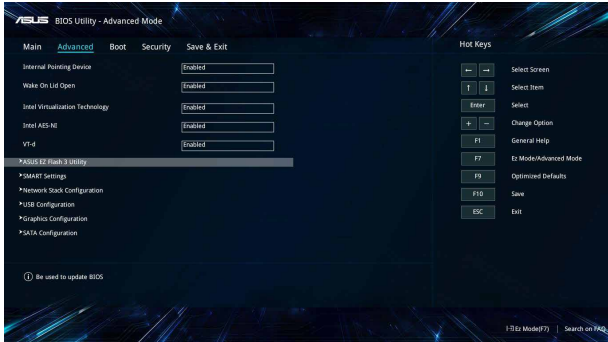 ASUS BIOS Utility - Advanced Mode
Main Advanced Boot Security Save & Exit
Internal Pointing Device Enabled
Wake On Lid Open Enabled
Intel Virtualization Technology Enabled
Intel AES-NI Enabled
VT-d Enabled
ASUS EZ Flash 3 Utility
SMART Settings
Network Stack Configuration
USB Configuration
Graphics Configuration
SATA Configuration
Be used to update BIOS
Hot Keys
← → Select Screen
↑ ↓ Select Item
Enter Select
+ - Change Option
F1 General Help
F7 Ez Mode/Advanced Mode
F9 Optimized Defaults
F10 Save
ESC Exit
Ez Mode(F7) | Search on FAQ